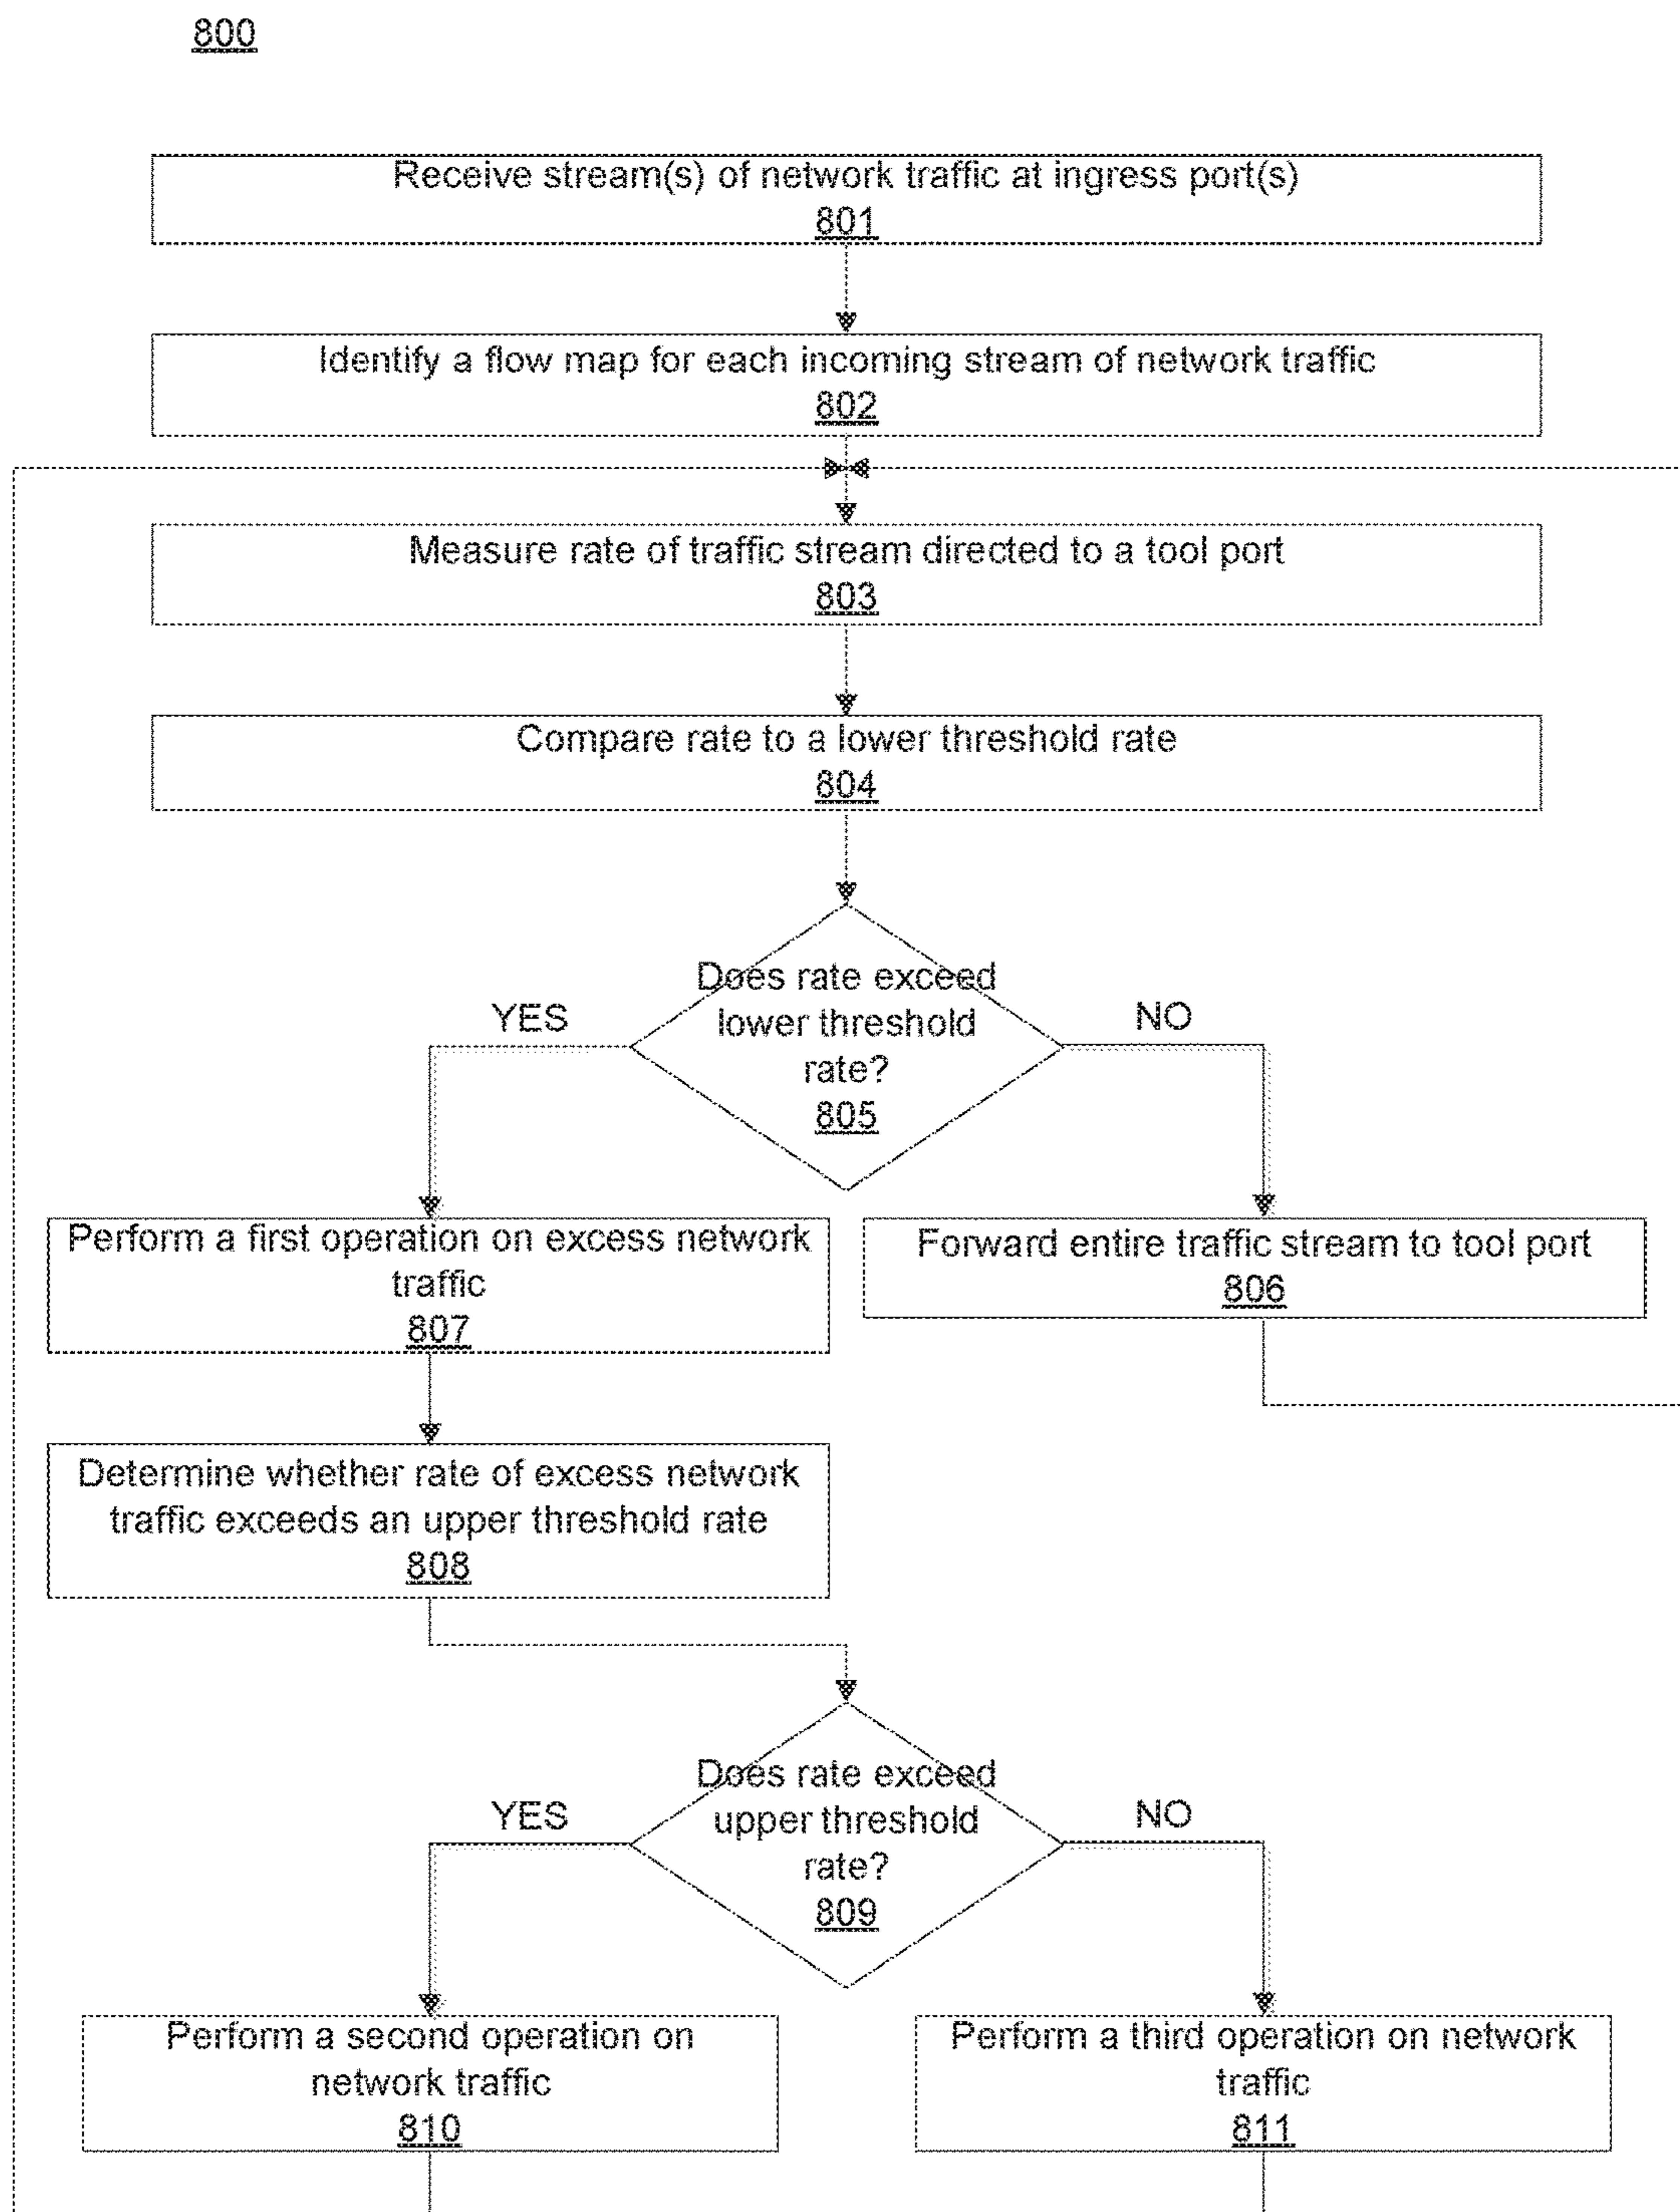 800
Receive stream(s) of network traffic at ingress port(s)
801
Identify a flow map for each incoming stream of network traffic
802
Measure rate of traffic stream directed to a tool port
803
Compare rate to a lower threshold rate
804
Does rate exceed
lower threshold
rate?
805
YES
NO
Perform a first operation on excess network
traffic
807
Forward entire traffic stream to tool port
806
Determine whether rate of excess network
traffic exceeds an upper threshold rate
808
Does rate exceed
upper threshold
rate?
809
YES
NO
Perform a second operation on
network traffic
810
Perform a third operation on network
traffic
811